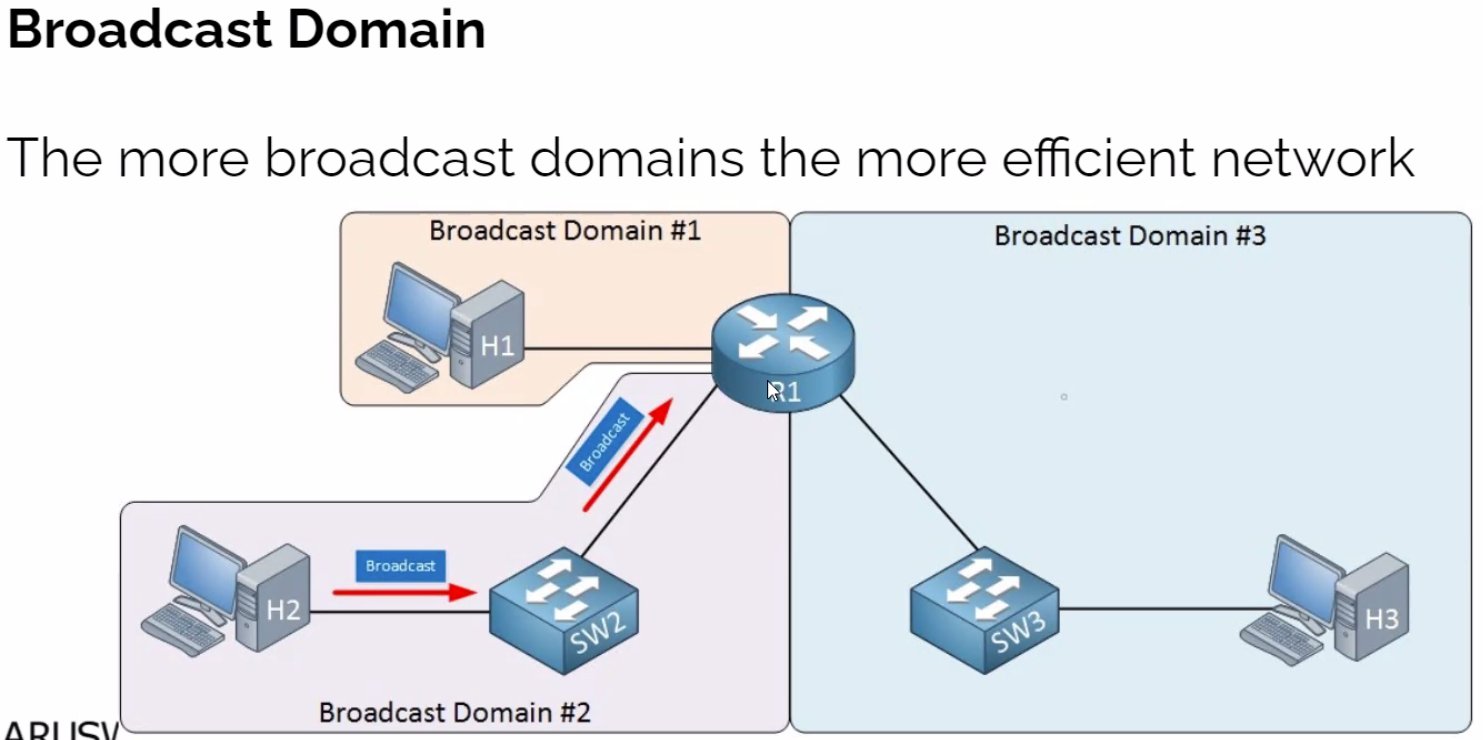 Broadcast Domain
The more broadcast domains the more efficient network
Broadcast Domain #1
Broadcast Domain #3
H1
R1
Broadcast
Broadcast
H2
SW2
SW3
H3
Broadcast Domain #2